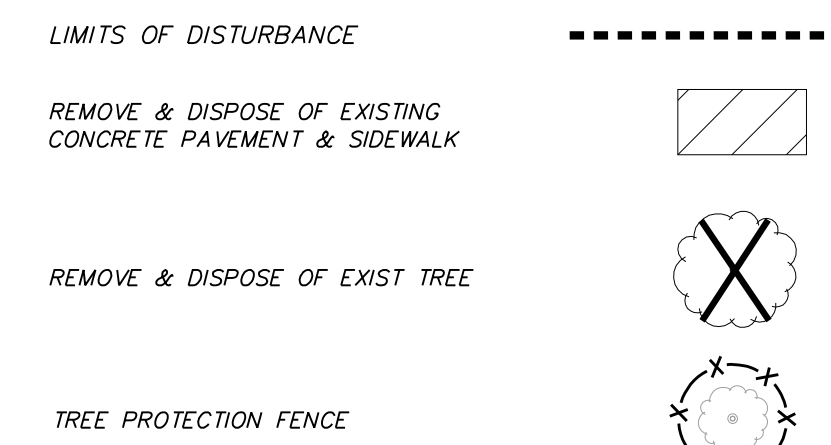 LIMITS OF DISTURBANCE
REMOVE & DISPOSE OF EXISTING
CONCRETE PAVEMENT & SIDEWALK
REMOVE & DISPOSE OF EXIST TREE
TREE PROTECTION FENCE